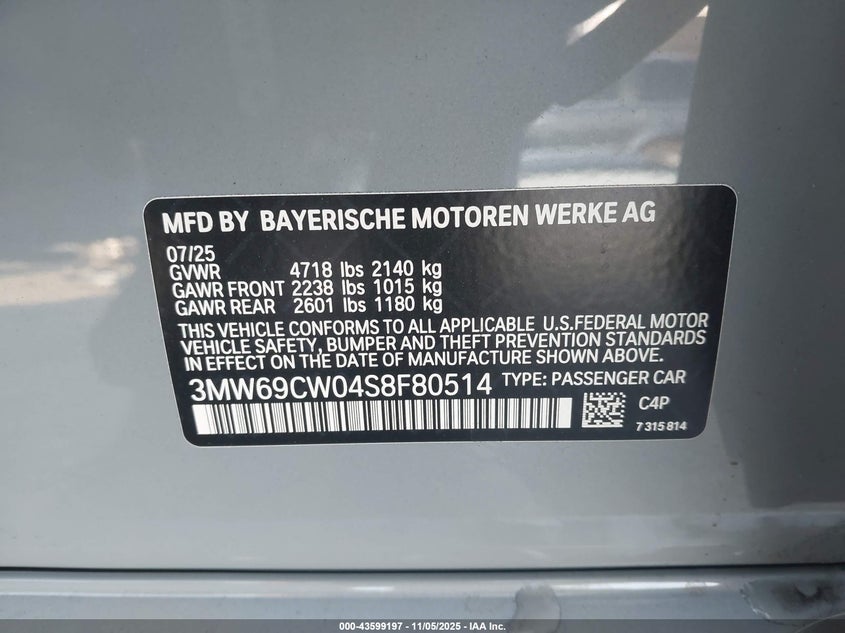 MFD BY BAYERISCHE MOTOREN WERKE AG
07/25
GVWR 4718 lbs 2140 kg
GAWR FRONT 2238 lbs 1015 kg
GAWR REAR 2601 lbs 1180 kg
THIS VEHICLE CONFORMS TO ALL APPLICABLE U.S.FEDERAL MOTOR
VEHICLE SAFETY, BUMPER AND THEFT PREVENTION STANDARDS
IN EFFECT ON THE DATE OF MANUFACTURE SHOWN ABOVE.
3MW69CW04S8F80514 TYPE: PASSENGER CAR
C4P
7 315 814
000-43599197 - 11/05/2025 - IAA Inc.